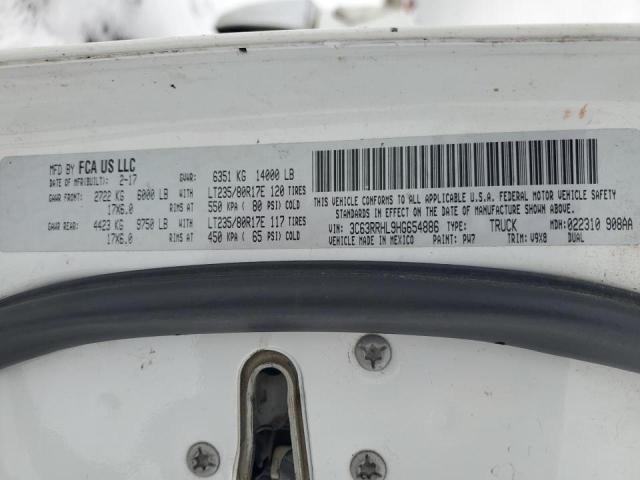 MFD BY FCA US LLC
DATE OF MFR(BUILT): 2-17 GVWR: 6351 KG 14000 LB
GAWR FRONT: 2722 KG 6000 LB WITH LT235/80R17E 120 TIRES
17X6.0 RIMS AT 550 KPA ( 80 PSI) COLD
GAWR REAR: 4423 KG 9750 LB WITH LT235/80R17E 117 TIRES
17X6.0 RIMS AT 450 KPA ( 65 PSI) COLD
THIS VEHICLE CONFORMS TO ALL APPLICABLE U.S.A. FEDERAL MOTOR VEHICLE SAFETY
STANDARDS IN EFFECT ON THE DATE OF MANUFACTURE SHOWN ABOVE
VIN: 3C63RRHL9HG654886 TYPE: TRUCK MDH:022310 908AA
VEHICLE MADE IN MEXICO PAINT: PW7 TRIM: V9X8 DUAL